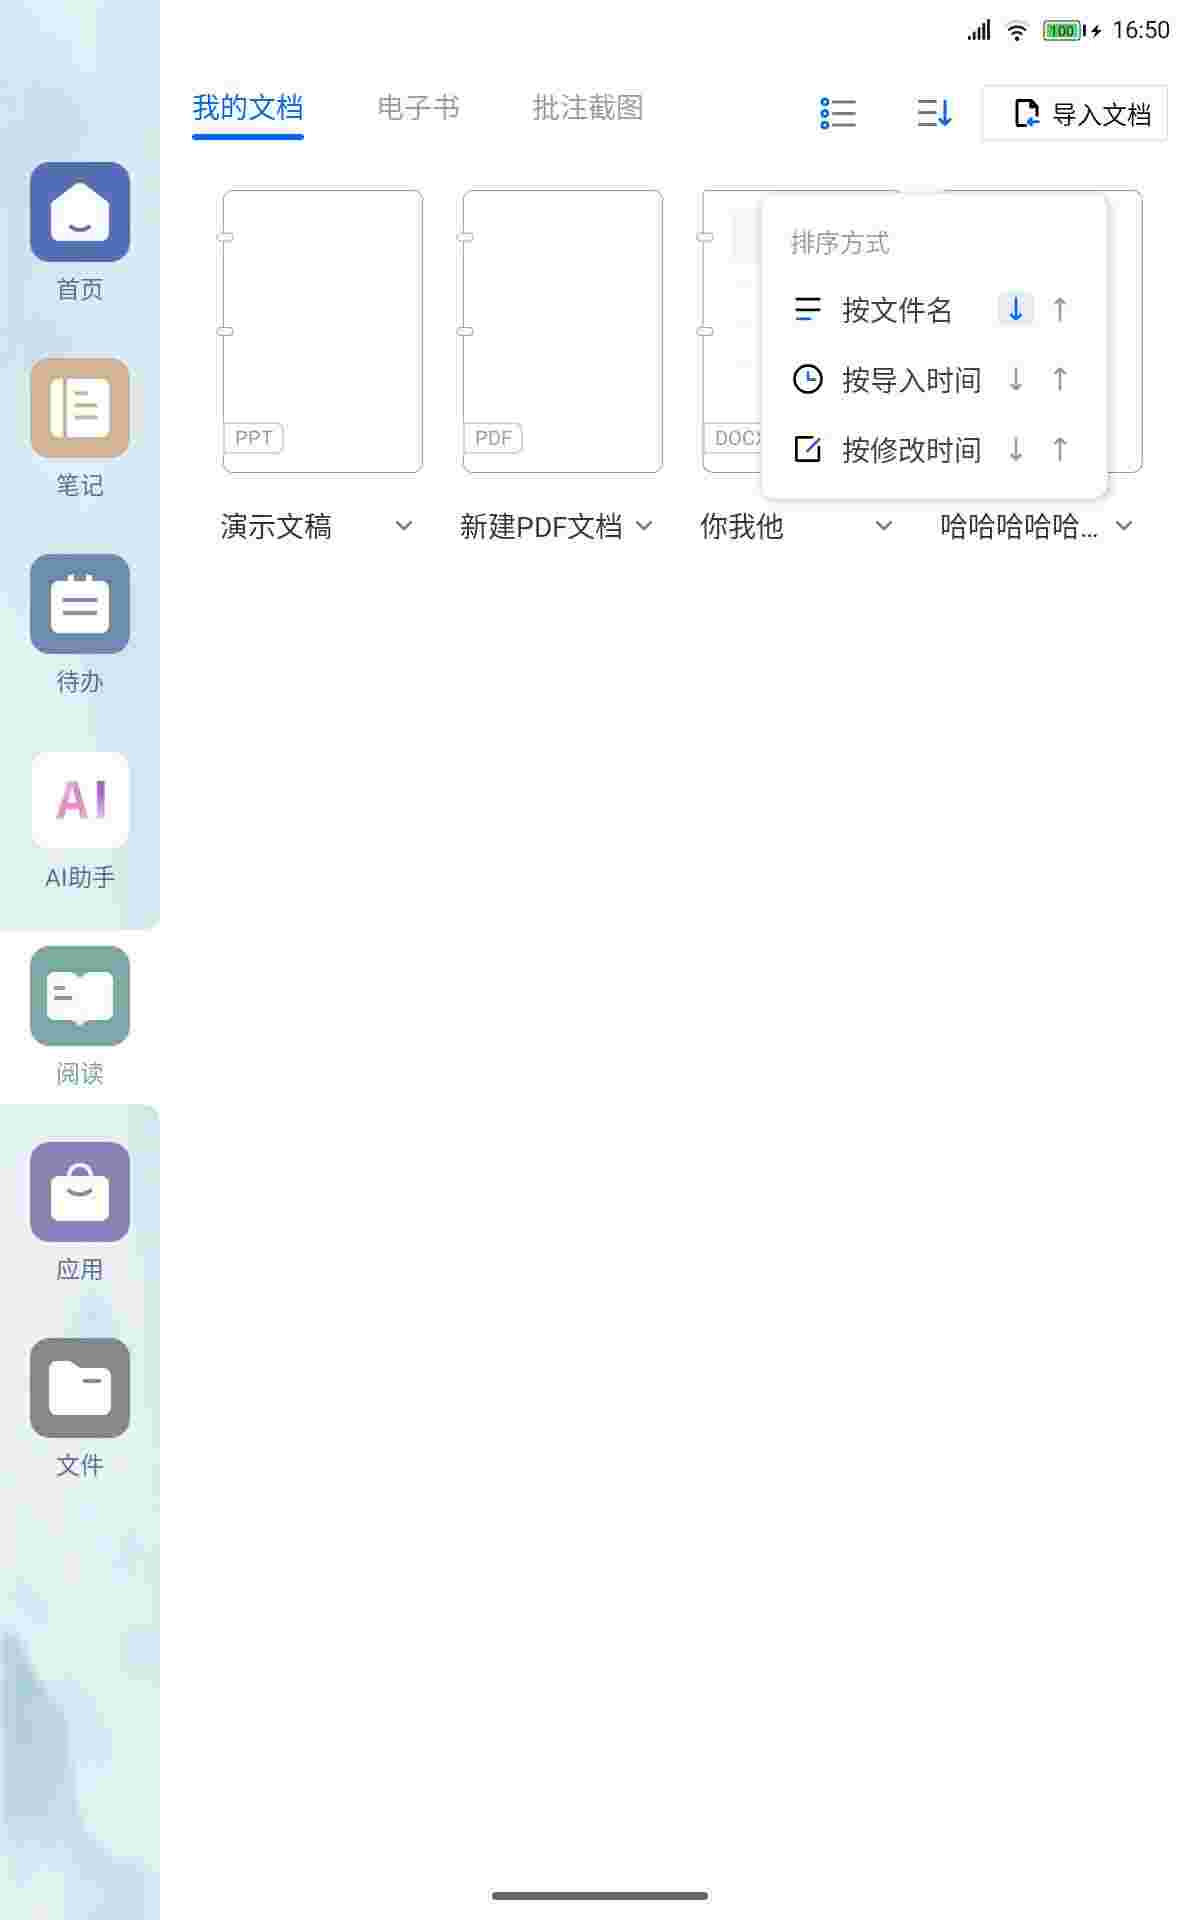 100 16:50
我的文档 电子书 批注截图 导入文档
首页
笔记
待办
AI
AI助手
阅读
应用
文件
排序方式
按文件名
按导入时间
按修改时间
PPT PDF DOCX
演示文稿 新建PDF文档 你我他 哈哈哈哈哈...